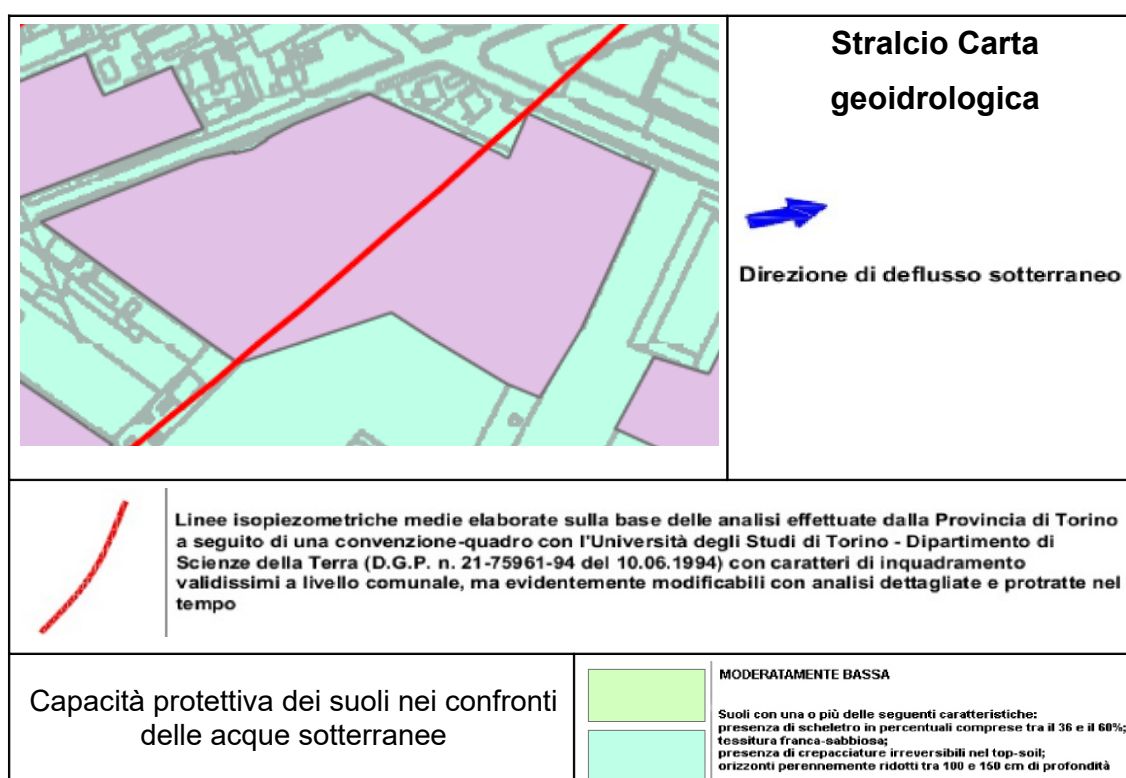 Stralcio Carta
geoidrologica
Direzione di deflusso sotterraneo
Linee isopiezometriche medie elaborate sulla base delle analisi effettuate dalla Provincia di Torino
a seguito di una convenzione-quadro con l'Università degli Studi di Torino - Dipartimento di
Scienze della Terra (D.G.P. n. 21-75961-94 del 10.06.1994) con caratteri di inquadramento
validissimi a livello comunale, ma evidentemente modificabili con analisi dettagliate e protratte nel
tempo
Capacità protettiva dei suoli nei confronti
delle acque sotterranee
MODERATAMENTE BASSA
Suoli con una o più delle seguenti caratteristiche:
presenza di scheletro in percentuali comprese tra il 36 e il 60%;
tessitura franca-sabbiosa;
presenza di crepacciature irreversibili nel top-soil;
orizzonti perennemente ridotti tra 100 e 150 cm di profondità